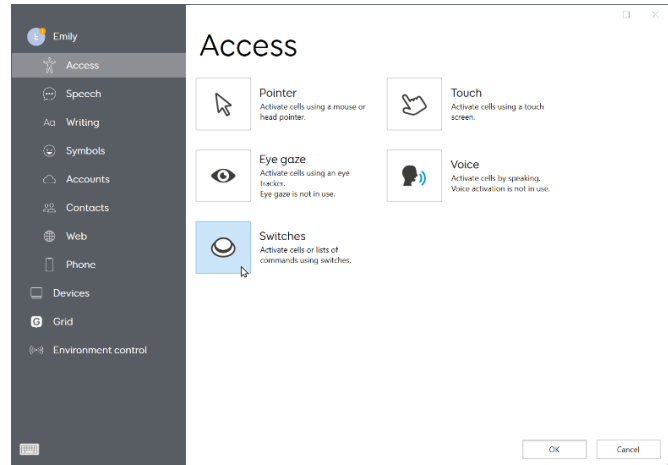 E
Emily
Access
Speech
Aa Writing
Symbols
Accounts
Contacts
Web
Phone
Devices
G Grid
Environment control
Access
Pointer
Activate cells using a mouse or
head pointer.
Touch
Activate cells using a touch
screen.
Eye gaze
Activate cells using an eye
tracker.
Eye gaze is not in use.
Voice
Activate cells by speaking.
Voice activation is not in use.
Switches
Activate cells or lists of
commands using switches.
OK
Cancel